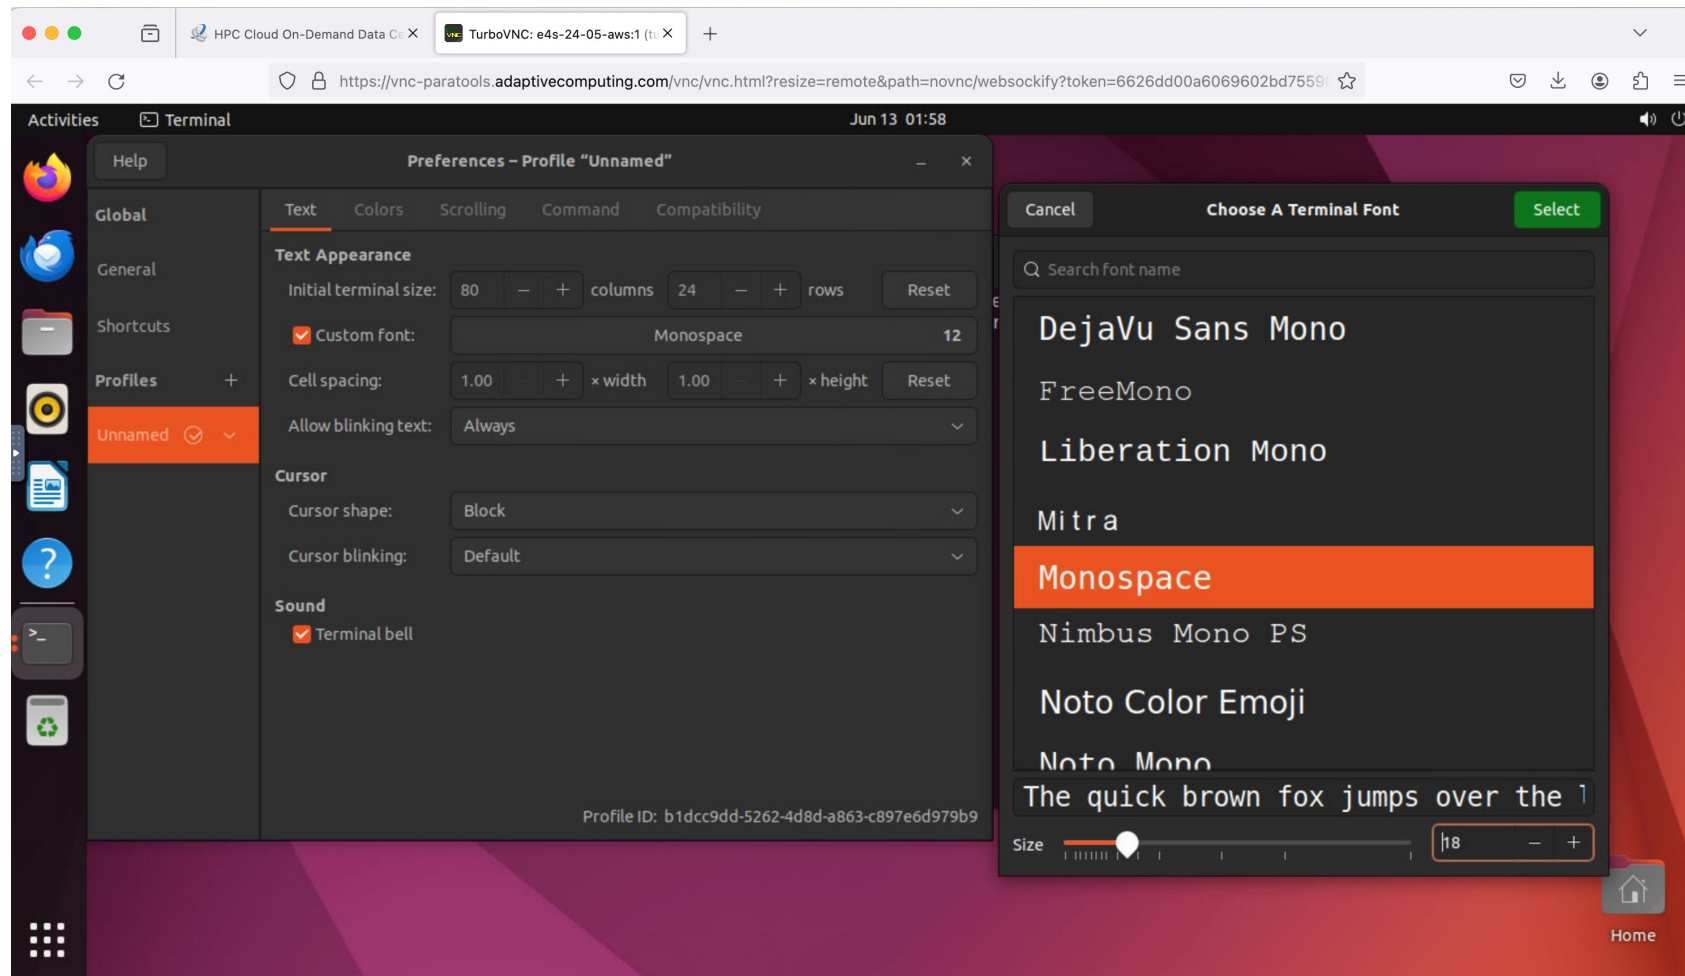 HPC Cloud On-Demand Data Ce
TurboVNC: e4s-24-05-aws:1 (tu
https://vnc-paratools.adaptivecomputing.com/vnc/vnc.html?resize=remote&path=novnc/websockify?token=6626dd00a6069602bd7559
Activities
Terminal
Jun 13 01:58
Help
Preferences – Profile “Unnamed”
Global
General
Shortcuts
Profiles
Unnamed
Text Colors Scrolling Command Compatibility
Text Appearance
Initial terminal size: 80 − + columns 24 − + rows Reset
Custom font: Monospace 12
Cell spacing: 1.00 − + × width 1.00 − + × height Reset
Allow blinking text: Always
Cursor
Cursor shape: Block
Cursor blinking: Default
Sound
Terminal bell
Profile ID: b1dcc9dd-5262-4d8d-a863-c897e6d979b9
Cancel Choose A Terminal Font Select
Search font name
DejaVu Sans Mono
FreeMono
Liberation Mono
Mitra
Monospace
Nimbus Mono PS
Noto Color Emoji
Noto Mono
The quick brown fox jumps over the l
Size 18 − +
Home